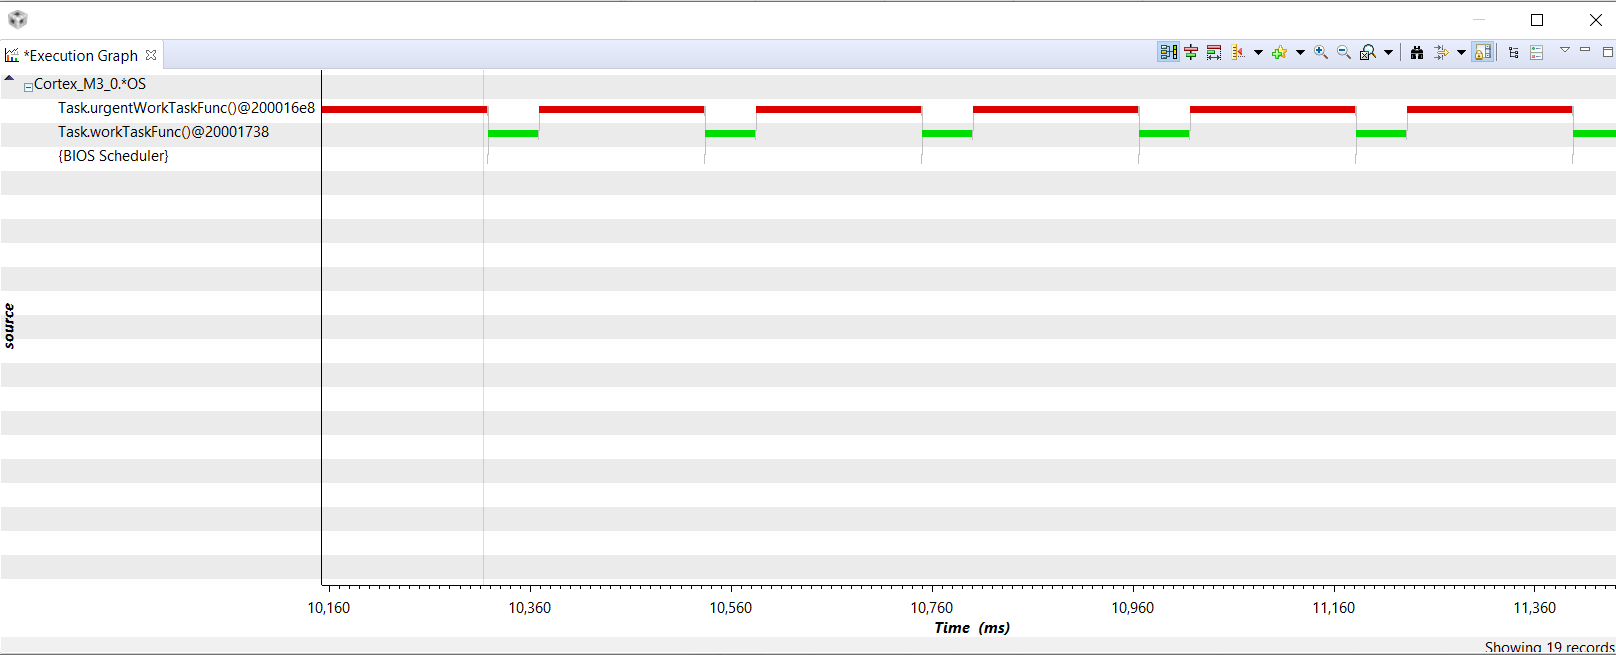 *Execution Graph
Cortex_M3_0.*OS
Task.urgentWorkTaskFunc()@200016e8
Task.workTaskFunc()@20001738
{BIOS Scheduler}
source
10,160 10,360 10,560 10,760 10,960 11,160 11,360
Time (ms)
Showing 19 records